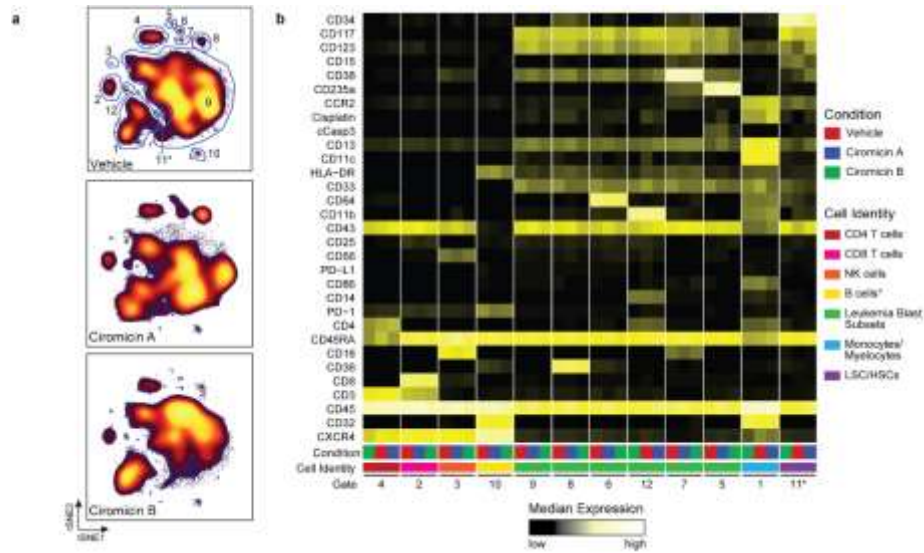 a
4
5
6
7
8
3
2
12
9
1
11*
10
Vehicle
Ciromicin A
Ciromicin B
tSNE2
tSNE1
b
CD34
CD117
CD123
CD15
CD38
CD235a
CCR2
Cisplatin
cCasp3
CD13
CD11c
HLA-DR
CD33
CD64
CD11b
CD43
CD25
CD56
PD-L1
CD86
CD14
PD-1
CD4
CD45RA
CD16
CD36
CD8
CD3
CD45
CD32
CXCR4
Condition
Cell Identity
Gate 4 2 3 10 9 8 6 12 7 5 1 11*
Median Expression
low high
Condition
Vehicle
Ciromicin A
Ciromicin B
Cell Identity
CD4 T cells
CD8 T cells
NK cells
B cells*
Leukemia Blast
Subsets
Monocytes/
Myelocytes
LSC/HSCs